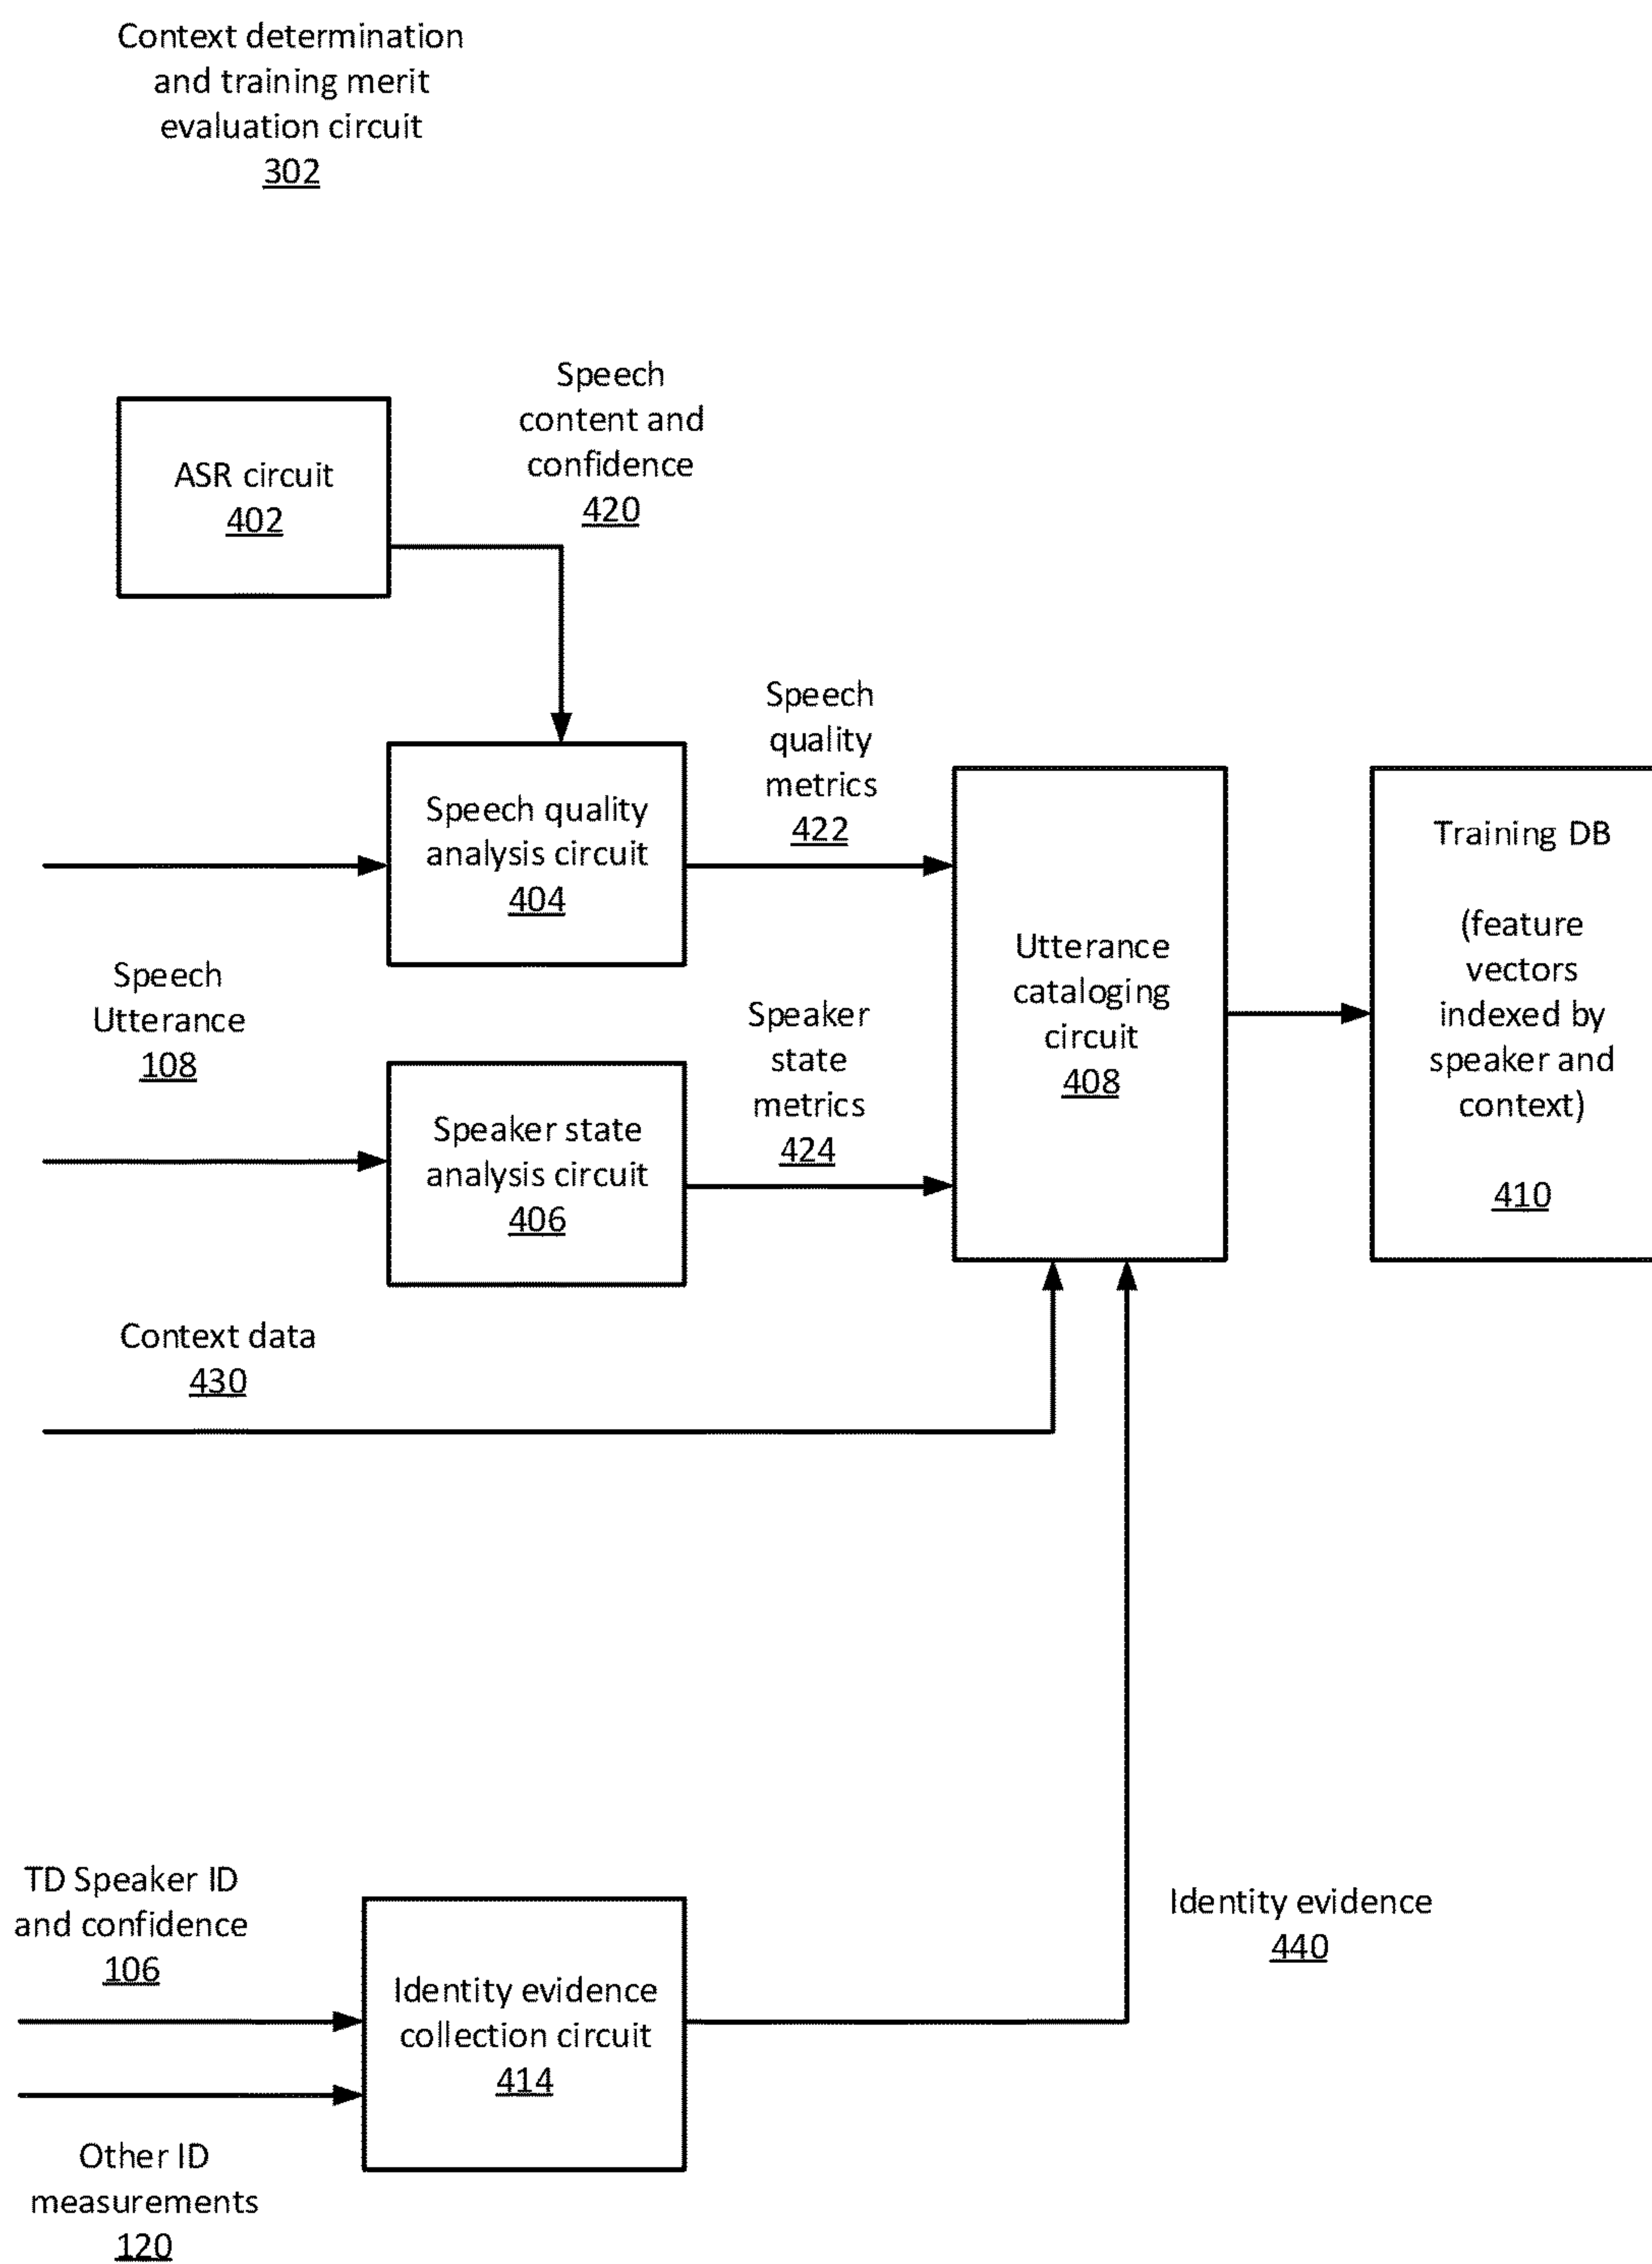 Context determination
and training merit
evaluation circuit
302
Speech
content and
confidence
420
ASR circuit
402
Speech
quality
metrics
422
Speech quality
analysis circuit
404
Training DB
(feature
vectors
indexed by
speaker and
context)
410
Utterance
cataloging
circuit
408
Speech
Utterance
108
Speaker
state
metrics
424
Speaker state
analysis circuit
406
Context data
430
TD Speaker ID
and confidence
106
Identity evidence
440
Identity evidence
collection circuit
414
Other ID
measurements
120